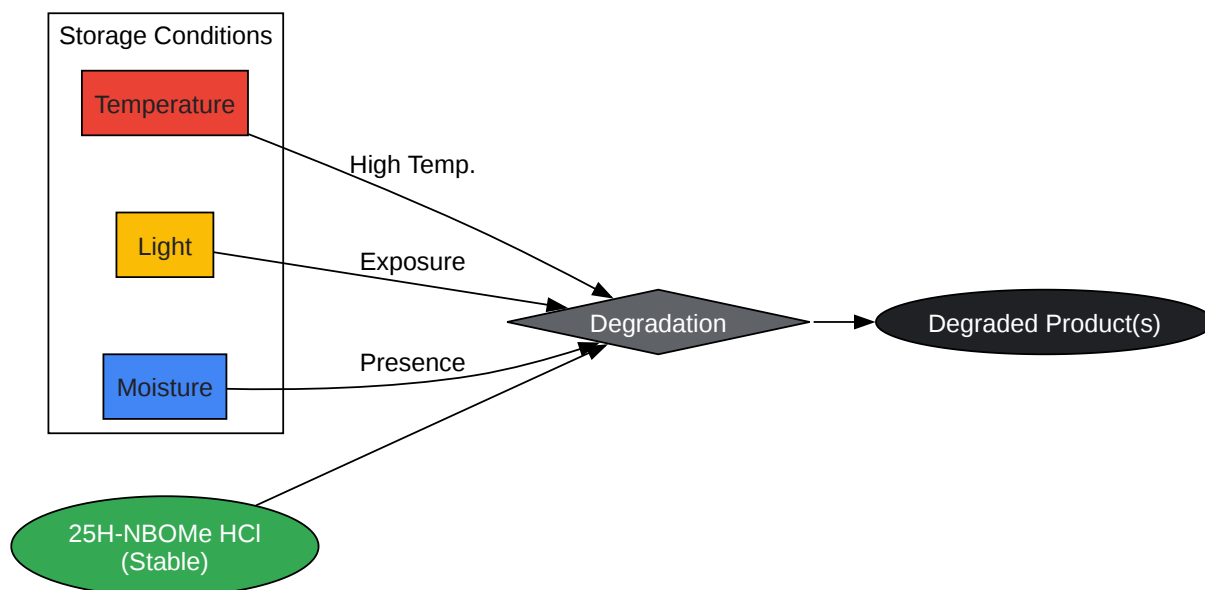 Storage Conditions
Temperature
High Temp.
Light
Exposure
Degradation
Degraded Product(s)
Presence
Moisture
25H-NBOMe HCl
(Stable)